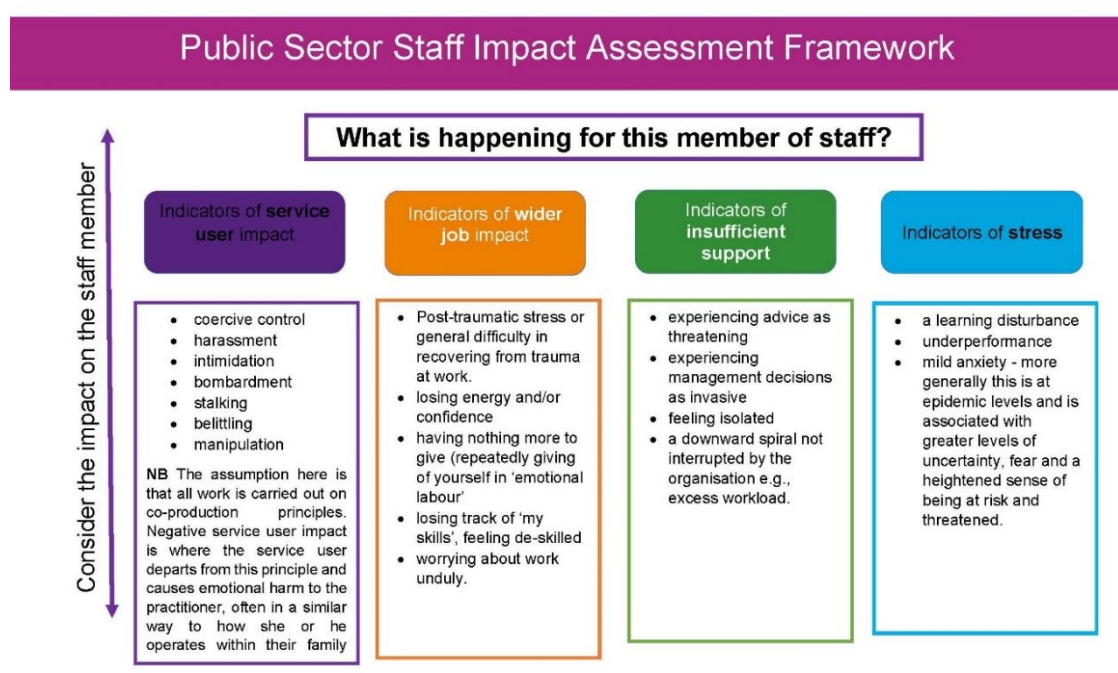 Public Sector Staff Impact Assessment Framework
What is happening for this member of staff?
Consider the impact on the staff member
Indicators of service
user impact
• coercive control
• harassment
• intimidation
• bombardment
• stalking
• belittling
• manipulation
NB The assumption here is
that all work is carried out on
co-production principles.
Negative service user impact
is where the service user
departs from this principle and
causes emotional harm to the
practitioner, often in a similar
way to how she or he
operates within their family
Indicators of wider
job impact
• Post-traumatic stress or
general difficulty in
recovering from trauma
at work.
• losing energy and/or
confidence
• having nothing more to
give (repeatedly giving
of yourself in ‘emotional
labour’
• losing track of ‘my
skills’, feeling de-skilled
• worrying about work
unduly.
Indicators of
insufficient
support
• experiencing advice as
threatening
• experiencing
management decisions
as invasive
• feeling isolated
• a downward spiral not
interrupted by the
organisation e.g.,
excess workload.
Indicators of stress
• a learning disturbance
• underperformance
• mild anxiety - more
generally this is at
epidemic levels and is
associated with
greater levels of
uncertainty, fear and a
heightened sense of
being at risk and
threatened.